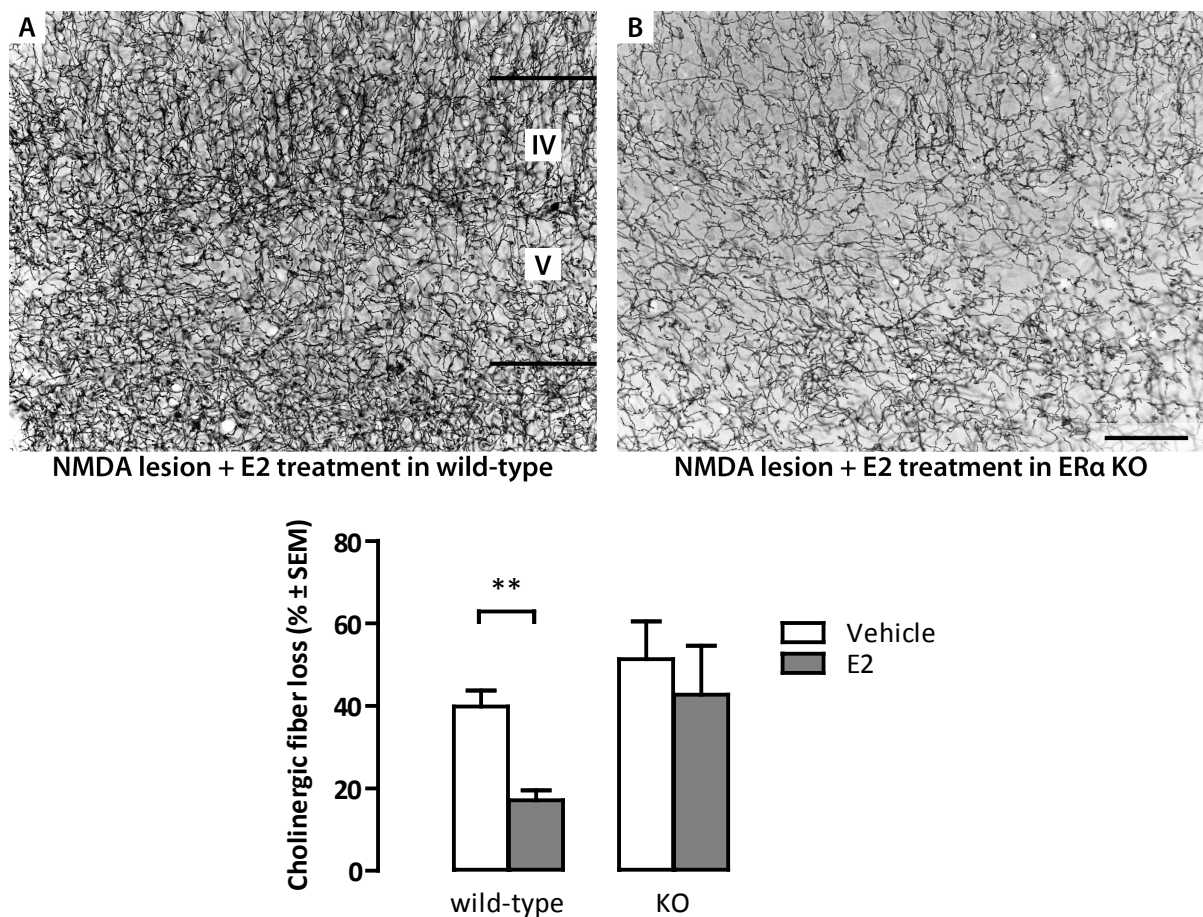 A
B
IV
V
NMDA lesion + E2 treatment in wild-type
NMDA lesion + E2 treatment in ERα KO
Cholinergic fiber loss (% ± SEM)
80
60
40
20
0
**
Vehicle
E2
wild-type
KO